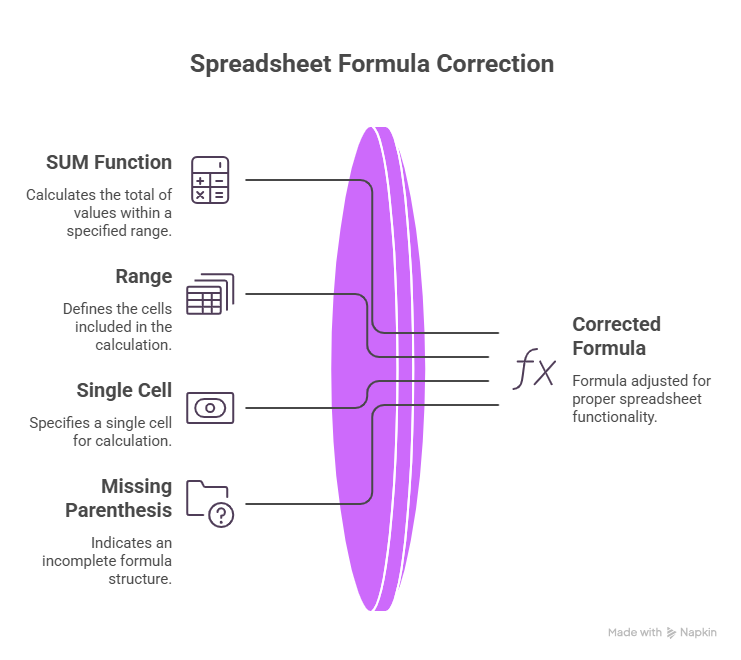 Spreadsheet Formula Correction
SUM Function
Calculates the total of
values within a
specified range.
Range
Defines the cells
included in the
calculation.
Single Cell
Specifies a single cell
for calculation.
Missing
Parenthesis
Indicates an
incomplete formula
structure.
fx
Corrected
Formula
Formula adjusted for
proper spreadsheet
functionality.
Made with Napkin